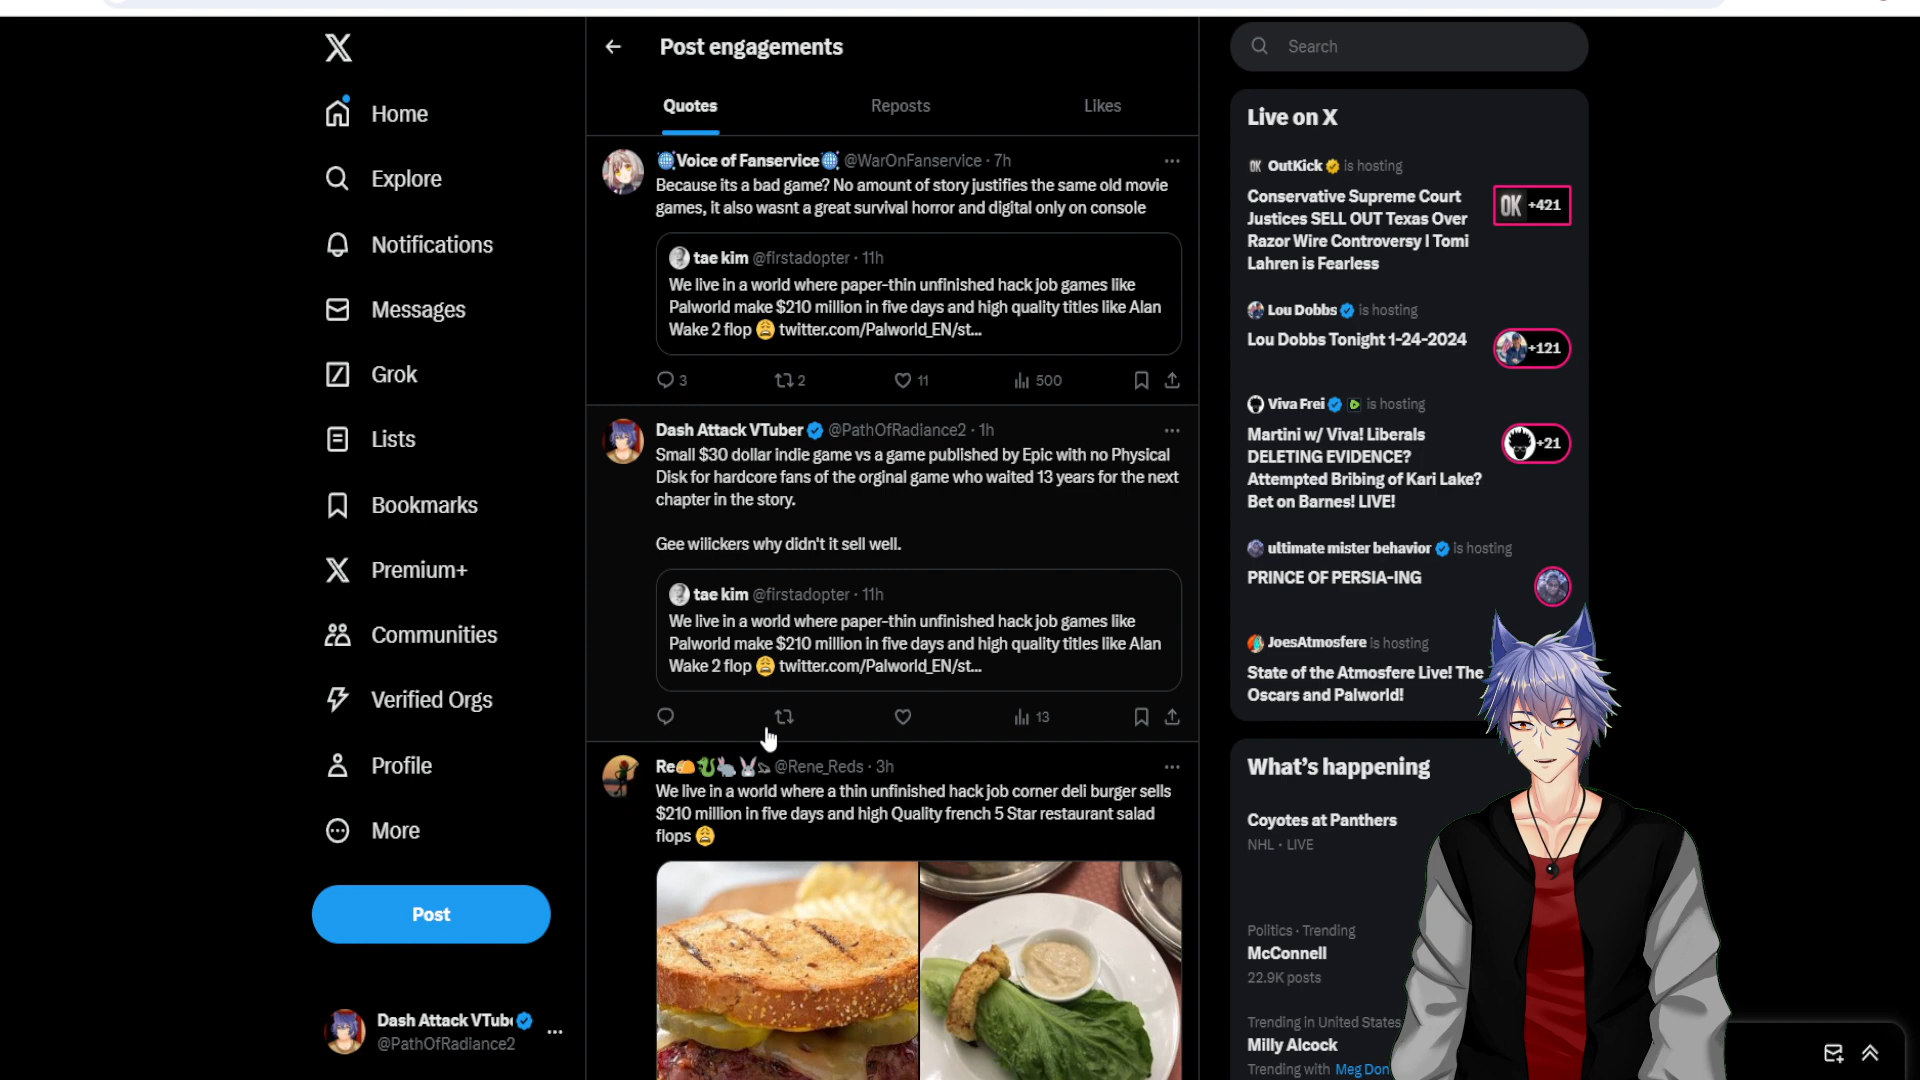 Home
Explore
Notifications
Messages
Grok
Lists
Bookmarks
Premium+
Communities
Verified Orgs
Profile
More
Post
Dash Attack VTub
@PathOfRadiance2
Post engagements
Quotes
Reposts
Likes
Voice of Fanservice @WarOnFanservice · 7h
Because its a bad game? No amount of story justifies the same old movie
games, it also wasnt a great survival horror and digital only on console
tae kim @firstadopter · 11h
We live in a world where paper-thin unfinished hack job games like
Palworld make $210 million in five days and high quality titles like Alan
Wake 2 flop 😩 twitter.com/Palworld_EN/st...
3
2
11
500
Dash Attack VTuber @PathOfRadiance2 · 1h
Small $30 dollar indie game vs a game published by Epic with no Physical
Disk for hardcore fans of the orginal game who waited 13 years for the next
chapter in the story.
Gee wilickers why didn't it sell well.
tae kim @firstadopter · 11h
We live in a world where paper-thin unfinished hack job games like
Palworld make $210 million in five days and high quality titles like Alan
Wake 2 flop 😩 twitter.com/Palworld_EN/st...
13
Re @Rene_Reds · 3h
We live in a world where a thin unfinished hack job corner deli burger sells
$210 million in five days and high Quality french 5 Star restaurant salad
flops 😩
Search
Live on X
OK OutKick is hosting
Conservative Supreme Court
Justices SELL OUT Texas Over
Razor Wire Controversy I Tomi
Lahren is Fearless
OK +421
Lou Dobbs is hosting
Lou Dobbs Tonight 1-24-2024
+121
Viva Frei is hosting
Martini w/ Viva! Liberals
DELETING EVIDENCE?
Attempted Bribing of Kari Lake?
Bet on Barnes! LIVE!
+21
ultimate mister behavior is hosting
PRINCE OF PERSIA-ING
JoesAtmosfere is hosting
State of the Atmosfere Live! The
Oscars and Palworld!
What's happening
Coyotes at Panthers
NHL · LIVE
Politics · Trending
McConnell
22.9K posts
Trending in United States
Milly Alcock
Trending with Meg Don